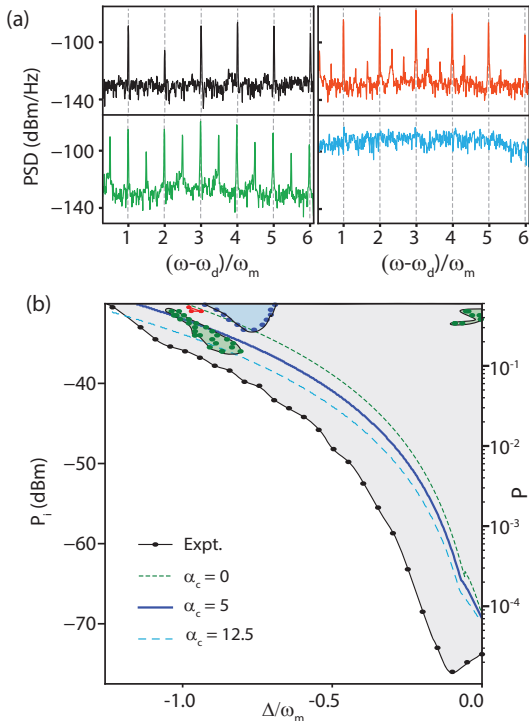 (a)
−100
−140
PSD (dBm/Hz)
−100
−140
1 2 3 4 5 6
1 2 3 4 5 6
(ω-ω_d)/ω_m
(ω-ω_d)/ω_m
(b)
−40
−50
−60
−70
P_i (dBm)
10^-1
10^-2
10^-3
10^-4
P
Expt.
α_c = 0
α_c = 5
α_c = 12.5
-1.0 -0.5 0.0
Δ/ω_m